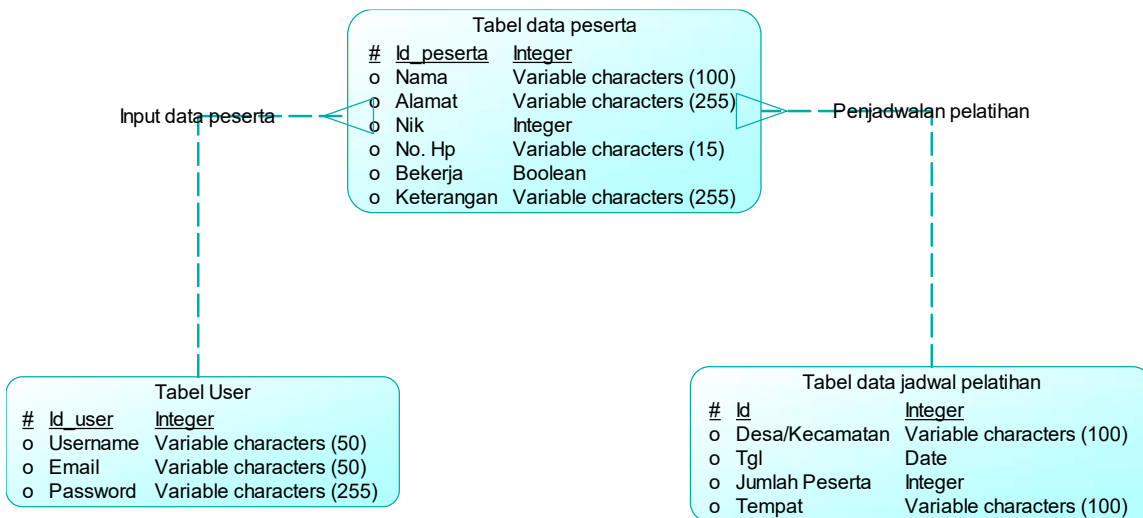 Tabel data peserta
# Id_peserta Integer
o Nama Variable characters (100)
o Alamat Variable characters (255)
o Nik Integer
o No. Hp Variable characters (15)
o Bekerja Boolean
o Keterangan Variable characters (255)
Input data peserta
Penjadwalan pelatihan
Tabel User
# Id_user Integer
o Username Variable characters (50)
o Email Variable characters (50)
o Password Variable characters (255)
Tabel data jadwal pelatihan
# Id Integer
o Desa/Kecamatan Variable characters (100)
o Tgl Date
o Jumlah Peserta Integer
o Tempat Variable characters (100)